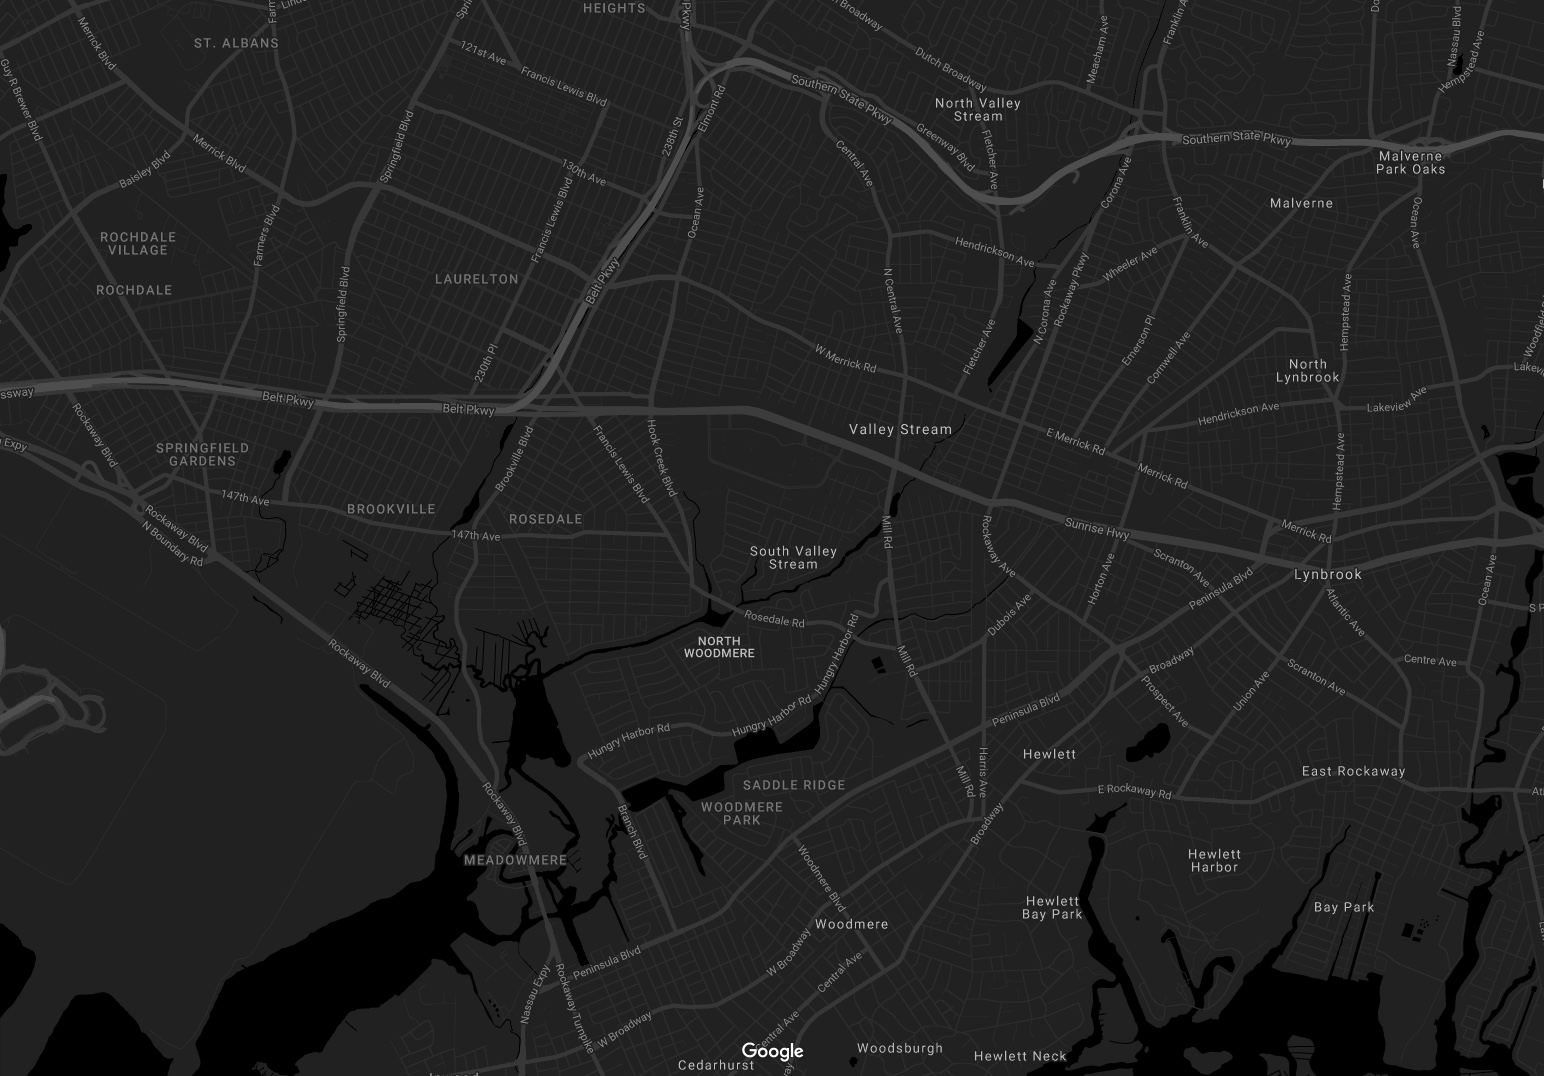 HEIGHTS
Pkwy
Broadway
Meacham Ave
Franklin A
Nassau Blvd
Hempstead Ave
ST. ALBANS
Merrick Blvd
121st Ave
Francis Lewis Blvd
Dutch Broadway
Southern State Pkwy
North Valley
Stream
Guy R Brewer Blvd
Springfield Blvd
238th St
Elmont Rd
Greenway Blvd
Fletcher Ave
Southern State Pkwy
Malverne
Park Oaks
Merrick Blvd
Baisley Blvd
130th Ave
Central Ave
Corona Ave
Malverne
Ocean Ave
Farmers Blvd
Francis Lewis Blvd
Ocean Ave
Franklin Ave
ROCHDALE
VILLAGE
Hendrickson Ave
Wheeler Ave
ROCHDALE
LAURELTON
Belt Pkwy
Springfield Blvd
N Central Ave
N Corona Ave
Rockaway Pkwy
Hempstead Ave
Woodfield
230th Pl
W Merrick Rd
Fletcher Ave
Emerson Pl
Cornwell Ave
North
Lynbrook
Lakevi
ssway
Belt Pkwy
Belt Pkwy
Hendrickson Ave
Lakeview Ave
Rockaway Blvd
Expy
SPRINGFIELD
GARDENS
Brookville Blvd
Francis Lewis Blvd
Hook Creek Blvd
Valley Stream
E Merrick Rd
Merrick Rd
Hempstead Ave
147th Ave
BROOKVILLE
ROSEDALE
147th Ave
Rockaway Blvd
N Boundary Rd
South Valley
Stream
Mill Rd
Rockaway Ave
Sunrise Hwy
Merrick Rd
Scranton Ave
Peninsula Blvd
Lynbrook
Horton Ave
Ocean Ave
Dubois Ave
Atlantic Ave
Rosedale Rd
NORTH
WOODMERE
Hungry Harbor Rd
Mill Rd
Rockaway Blvd
Broadway
Scranton Ave
Centre Ave
Prospect Ave
Union Ave
Hungry Harbor Rd
Hungry Harbor Rd
Peninsula Blvd
Hewlett
East Rockaway
Mill Rd
Harris Ave
E Rockaway Rd
SADDLE RIDGE
WOODMERE
PARK
Rockaway Blvd
Branch Blvd
Broadway
MEADOWMERE
Woodmere Blvd
Hewlett
Harbor
Hewlett
Bay Park
Bay Park
Woodmere
Peninsula Blvd
W Broadway
Central Ave
Nassau Expy
Rockaway Turnpike
W Broadway
Central Ave
Google
Woodsburgh
Hewlett Neck
Cedarhurst